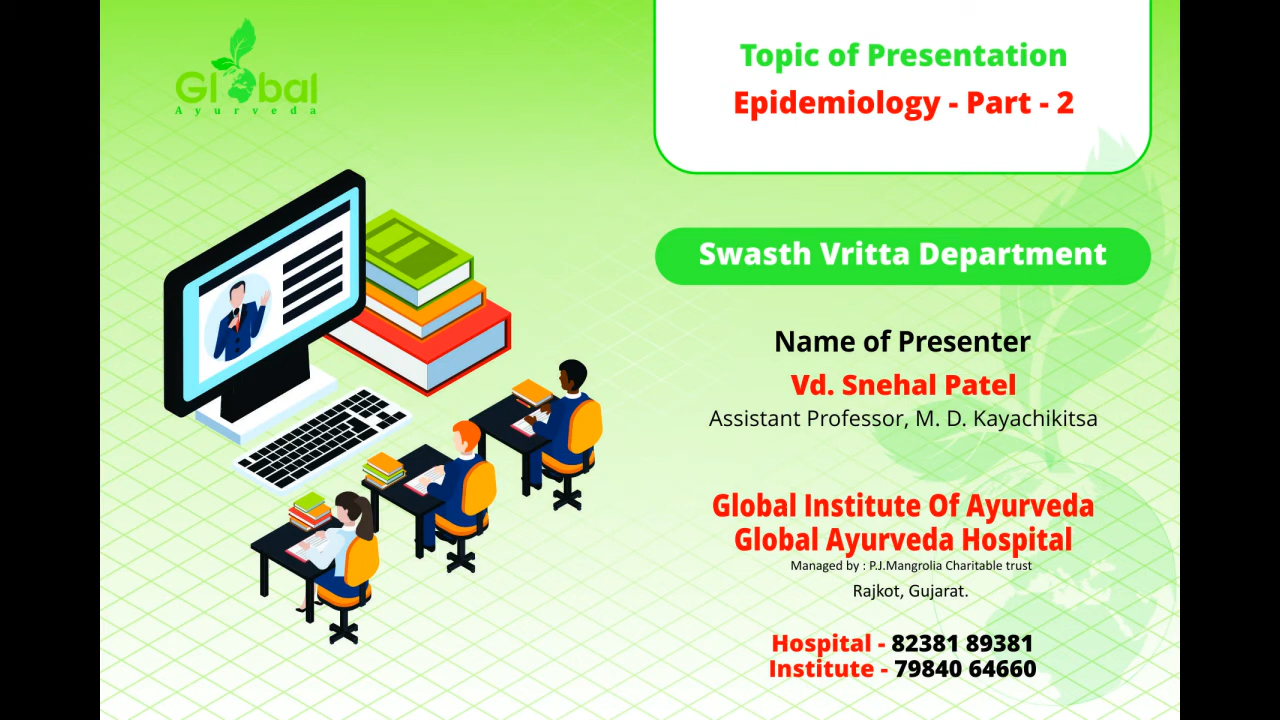 Global
Ayurveda
Topic of Presentation
Epidemiology - Part - 2
Swasth Vritta Department
Name of Presenter
Vd. Snehal Patel
Assistant Professor, M. D. Kayachikitsa
Global Institute Of Ayurveda
Global Ayurveda Hospital
Managed by : P.J.Mangrolia Charitable trust
Rajkot, Gujarat.
Hospital - 82381 89381
Institute - 79840 64660